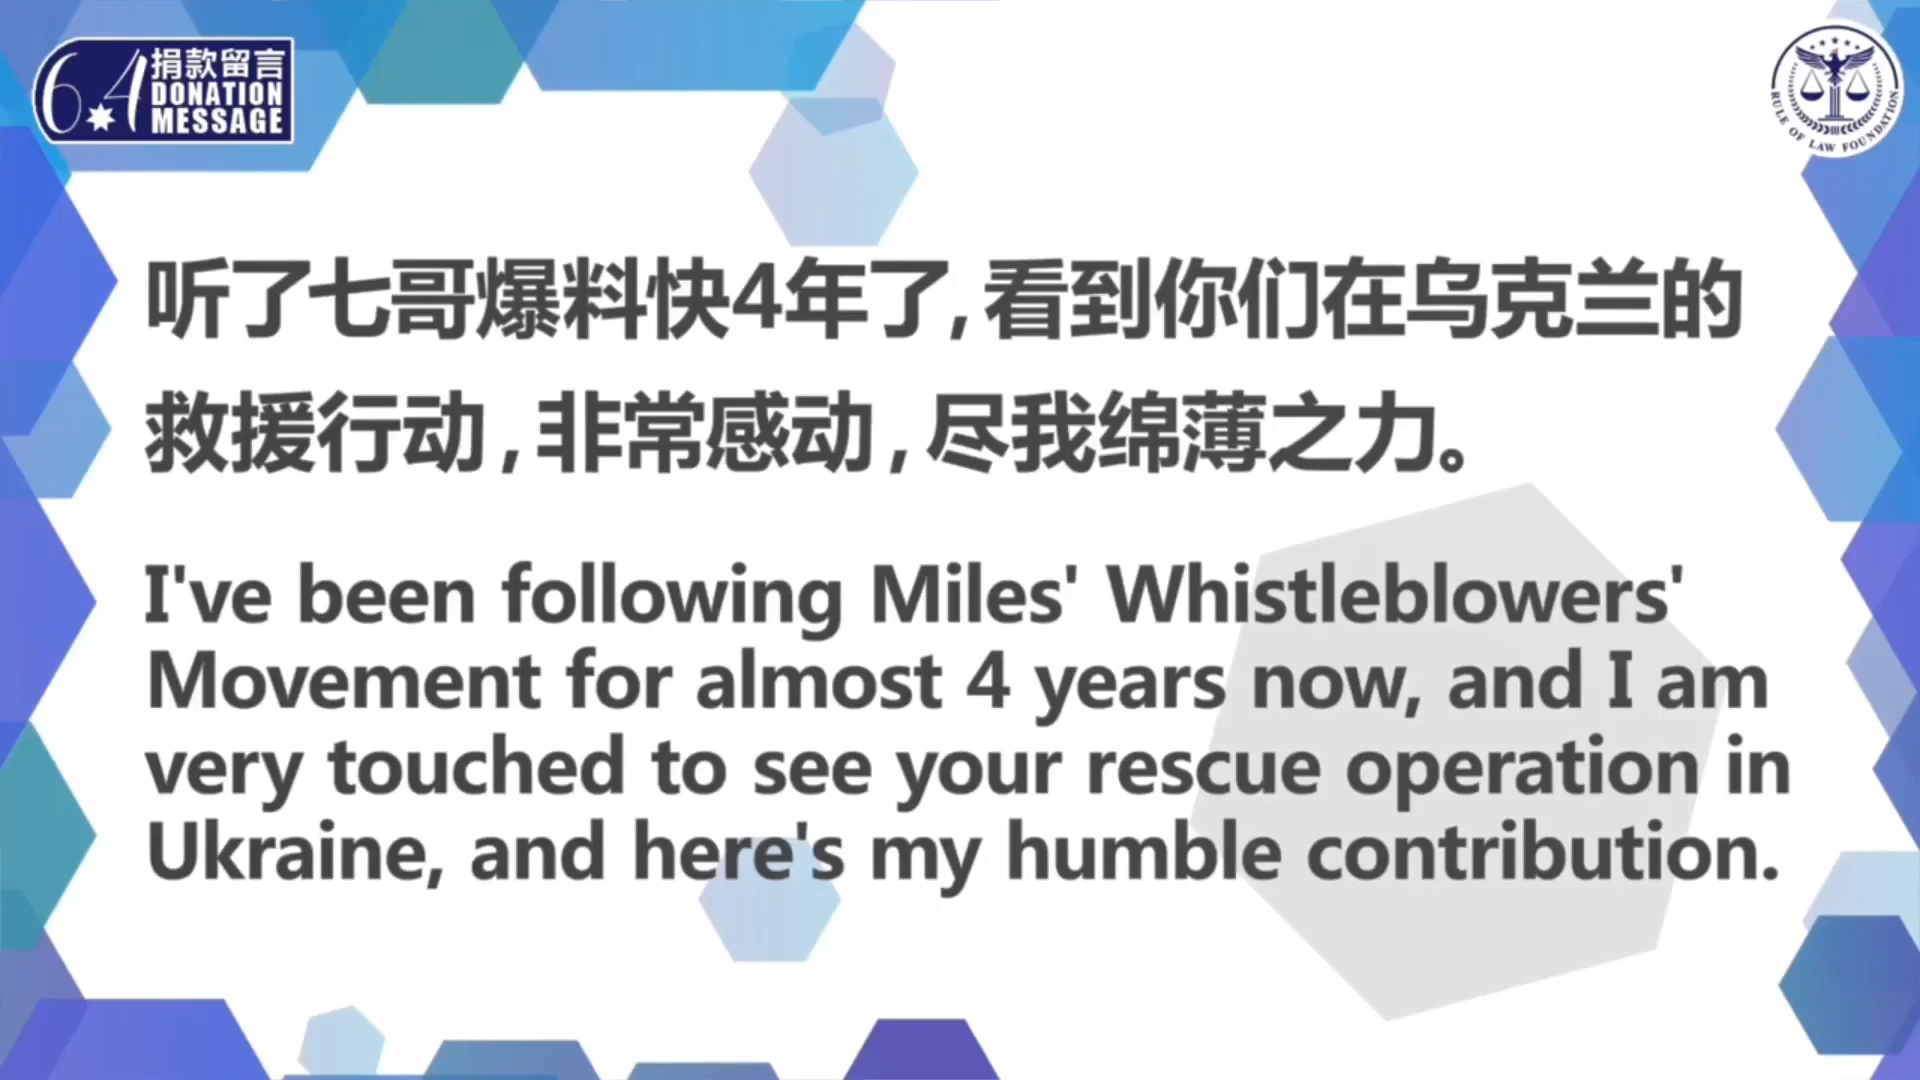 6.4
捐款留言
DONATION
MESSAGE
RULE OF LAW FOUNDATION
听了七哥爆料快4年了,看到你们在乌克兰的
救援行动,非常感动,尽我绵薄之力。
I've been following Miles' Whistleblowers'
Movement for almost 4 years now, and I am
very touched to see your rescue operation in
Ukraine, and here's my humble contribution.